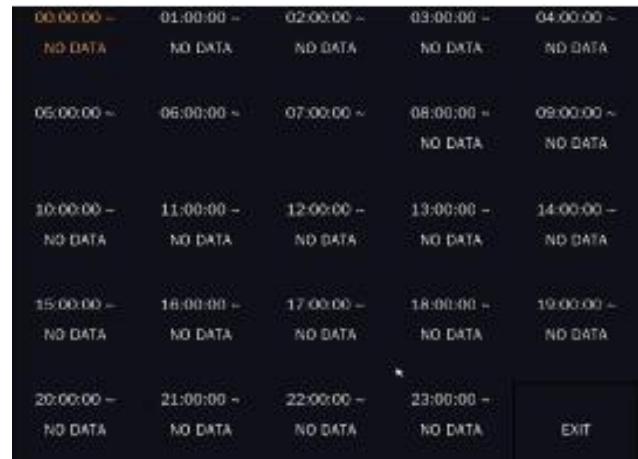 00:00:00 ~ 01:00:00 ~ 02:00:00 ~ 03:00:00 ~ 04:00:00 ~
NO DATA NO DATA NO DATA NO DATA NO DATA
05:00:00 ~ 06:00:00 ~ 07:00:00 ~ 08:00:00 ~ 09:00:00 ~
NO DATA NO DATA
10:00:00 ~ 11:00:00 ~ 12:00:00 ~ 13:00:00 ~ 14:00:00 ~
NO DATA NO DATA NO DATA NO DATA NO DATA
15:00:00 ~ 16:00:00 ~ 17:00:00 ~ 18:00:00 ~ 19:00:00 ~
NO DATA NO DATA NO DATA NO DATA NO DATA
20:00:00 ~ 21:00:00 ~ 22:00:00 ~ 23:00:00 ~
NO DATA NO DATA NO DATA NO DATA EXIT